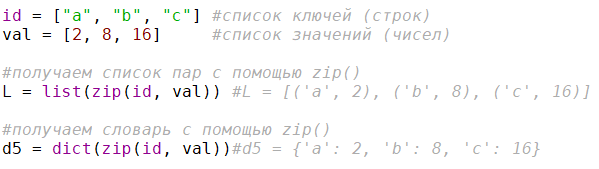 id = ["a", "b", "c"] #список ключей (строк)
val = [2, 8, 16]     #список значений (чисел)
#получаем список пар с помощью zip()
L = list(zip(id, val)) #L = [('a', 2), ('b', 8), ('c', 16)]
#получаем словарь с помощью zip()
d5 = dict(zip(id, val))#d5 = {'a': 2, 'b': 8, 'c': 16}